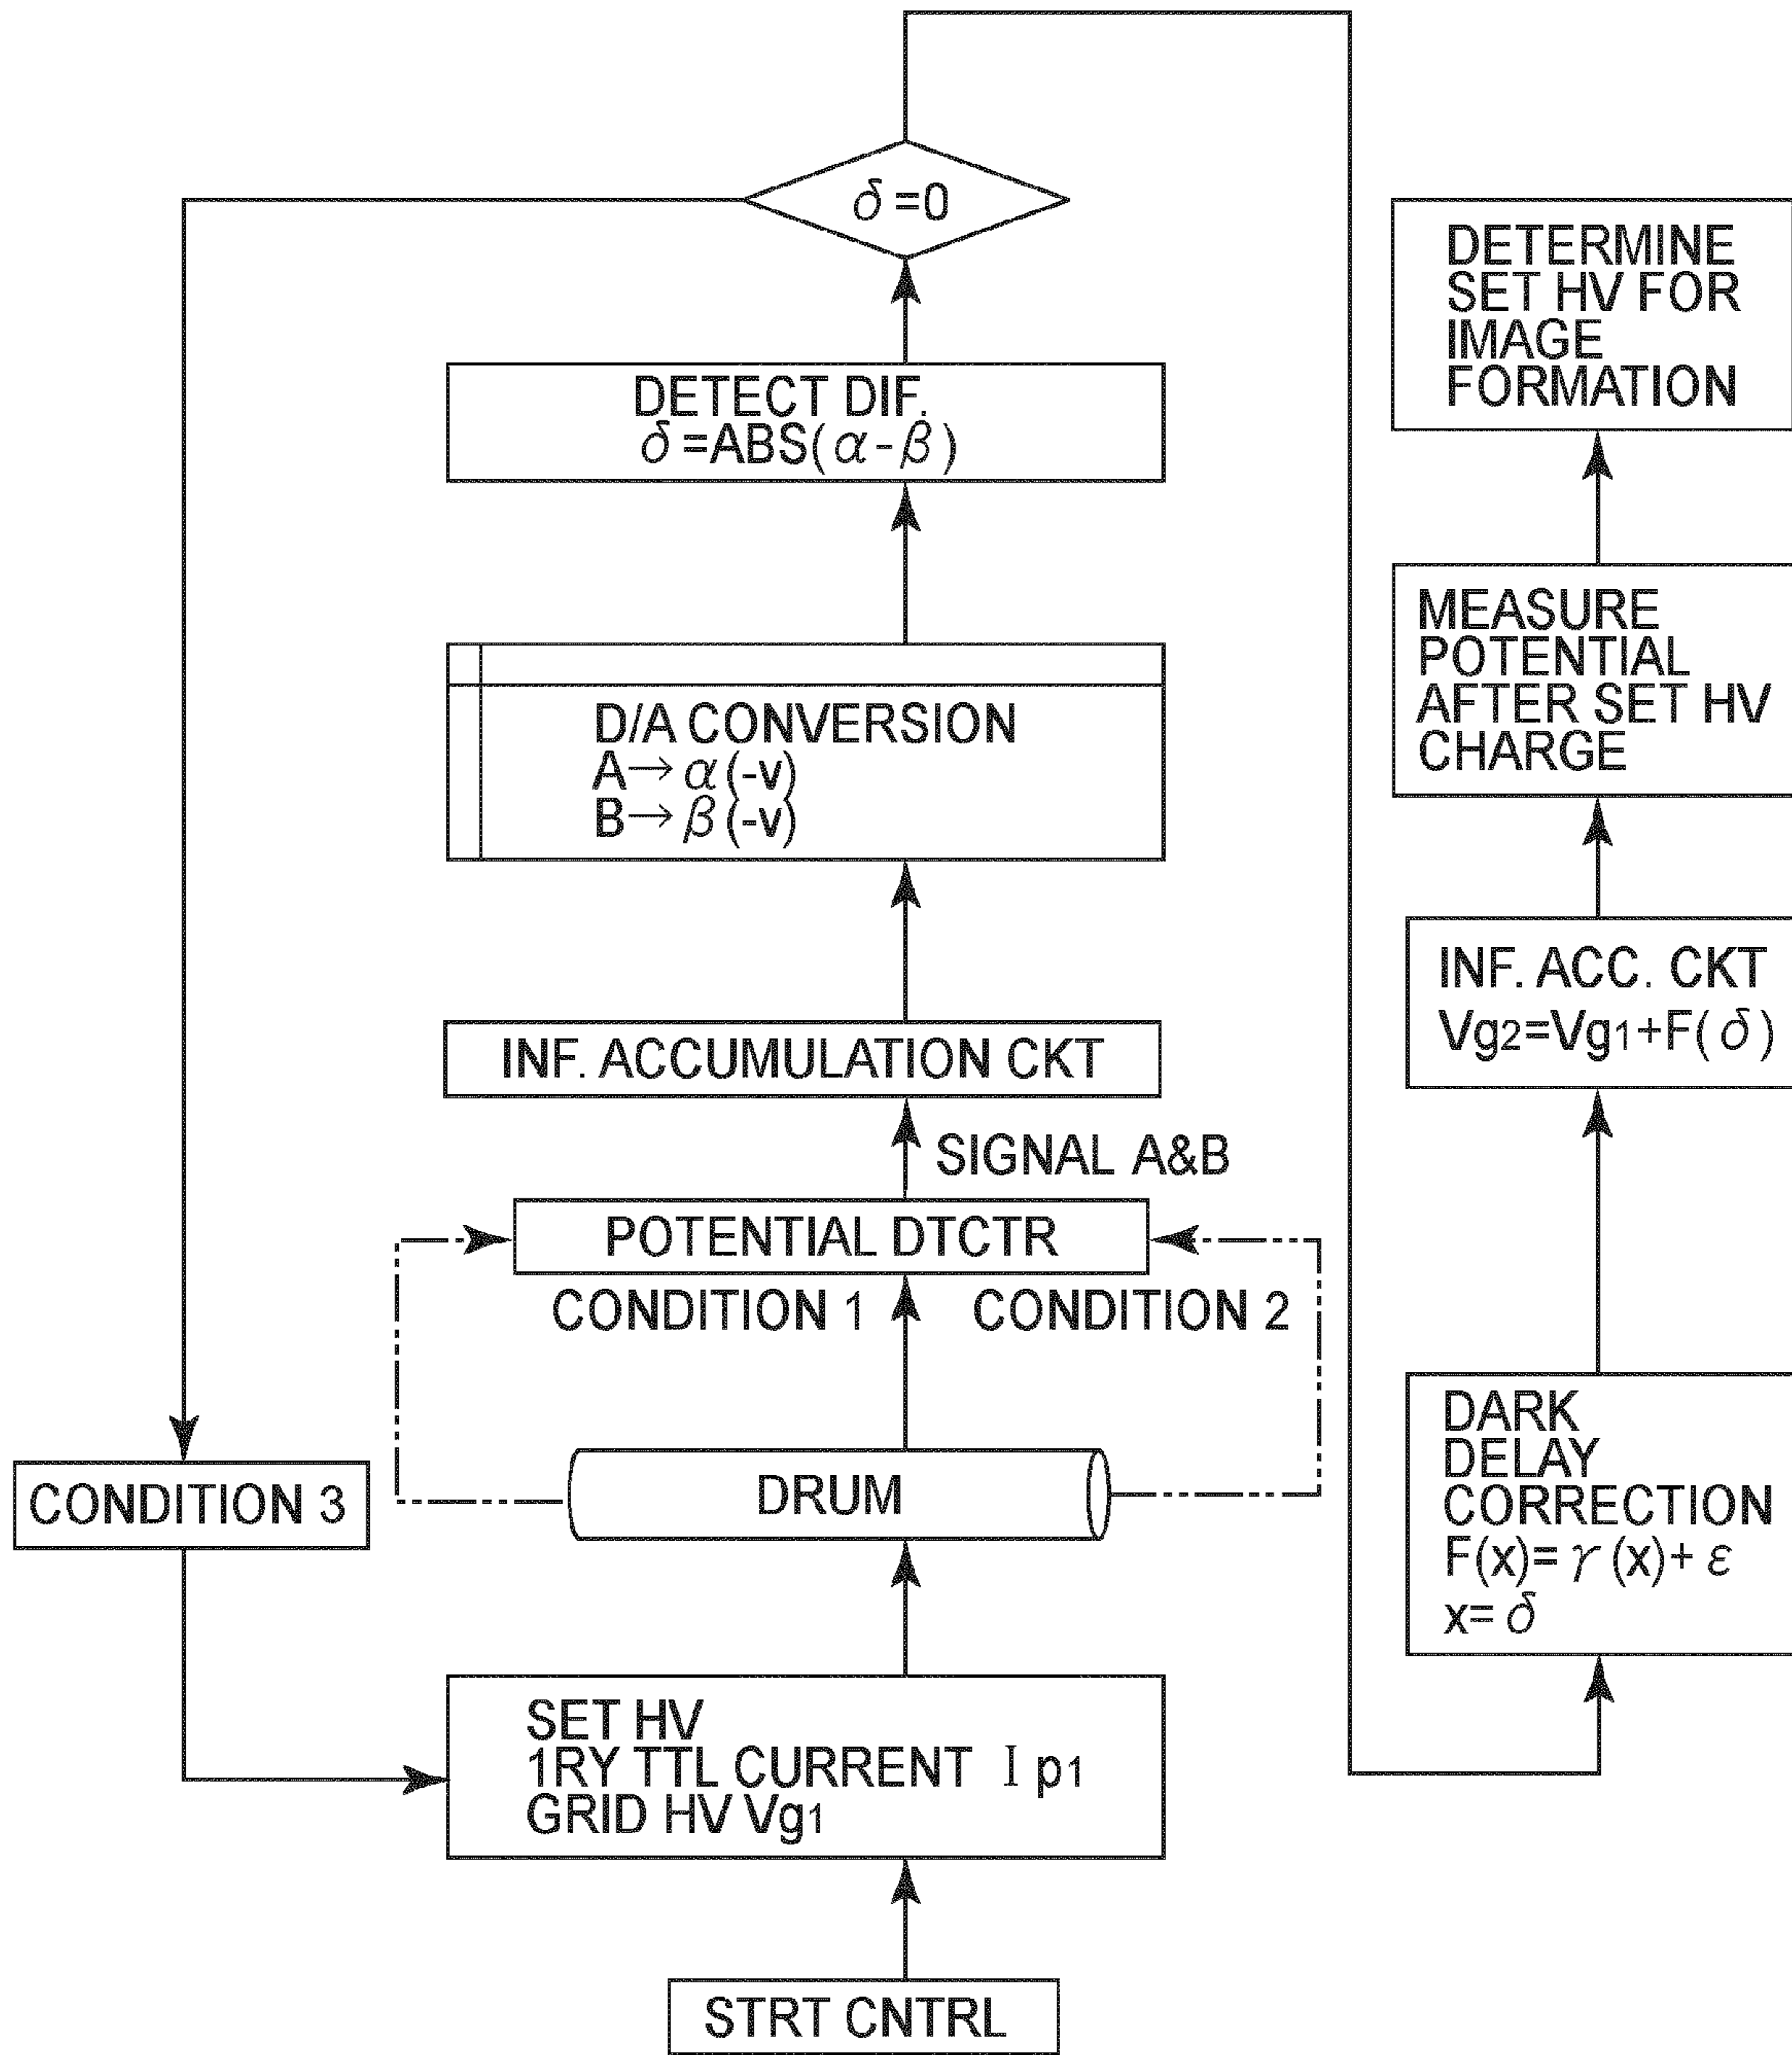 δ=0
DETECT DIF.
δ=ABS(α-β)
D/A CONVERSION
A→α(-v)
B→β(-v)
INF. ACCUMULATION CKT
SIGNAL A&B
POTENTIAL DTCTR
CONDITION 1
CONDITION 2
DRUM
CONDITION 3
SET HV
1RY TTL CURRENT Ip1
GRID HV Vg1
STRT CNTRL
DETERMINE
SET HV FOR
IMAGE
FORMATION
MEASURE
POTENTIAL
AFTER SET HV
CHARGE
INF. ACC. CKT
Vg2=Vg1+F(δ)
DARK
DELAY
CORRECTION
F(x)=γ(x)+ε
x=δ